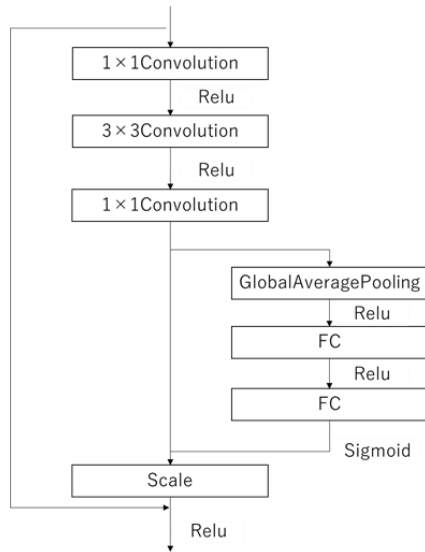 1×1Convolution
Relu
3×3Convolution
Relu
1×1Convolution
GlobalAveragePooling
Relu
FC
Relu
FC
Sigmoid
Scale
Relu